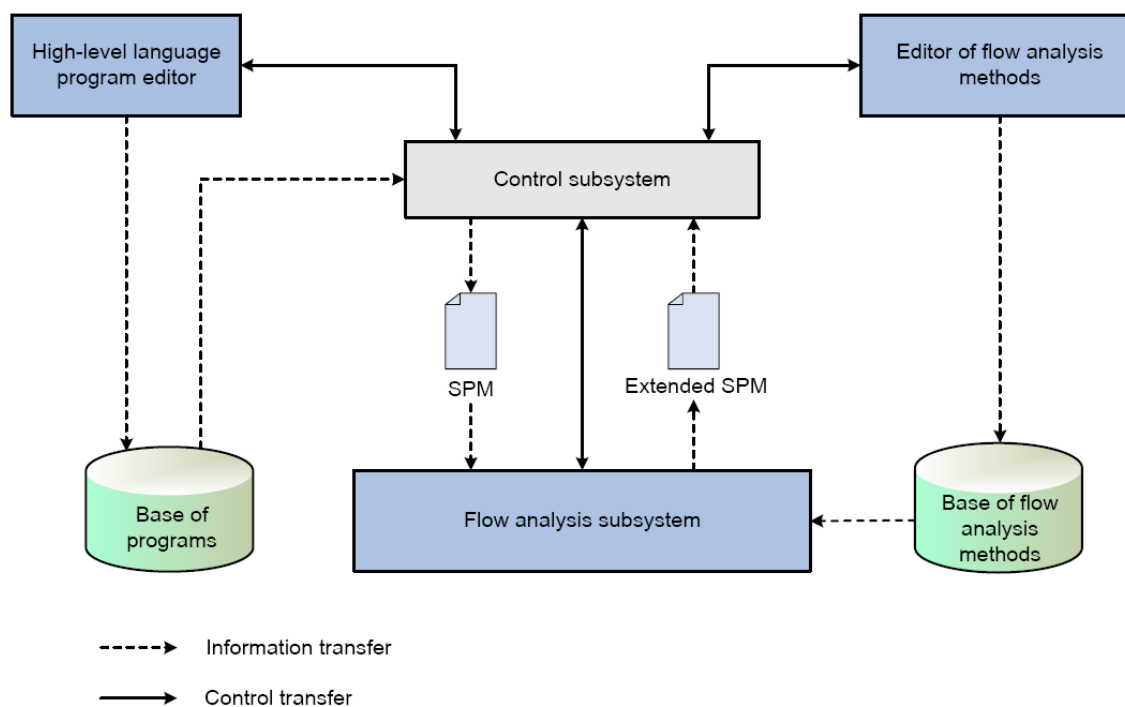 High-level language
program editor
Editor of flow analysis
methods
Control subsystem
SPM
Extended SPM
Base of
programs
Flow analysis subsystem
Base of flow
analysis
methods
Information transfer
Control transfer